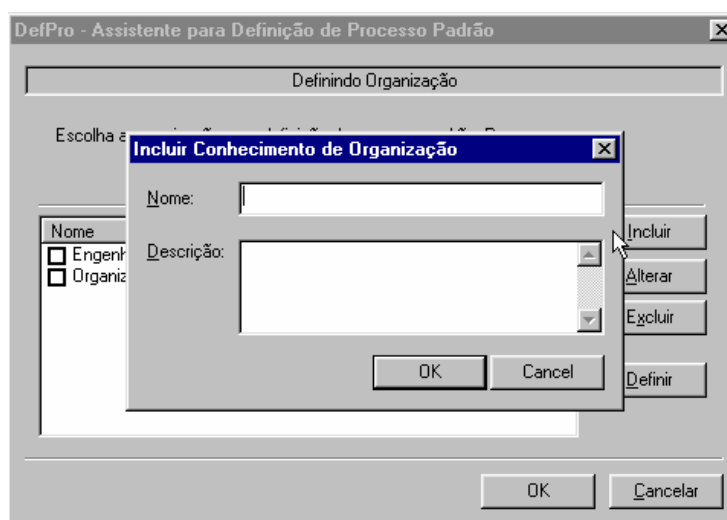 DefPro - Assistente para Definição de Processo Padrão
Definindo Organização
Escolha a
Incluir Conhecimento de Organização
Nome:
Descrição:
OK
Cancel
Nome
Engenh
Organiz
Incluir
Alterar
Excluir
Definir
OK
Cancelar